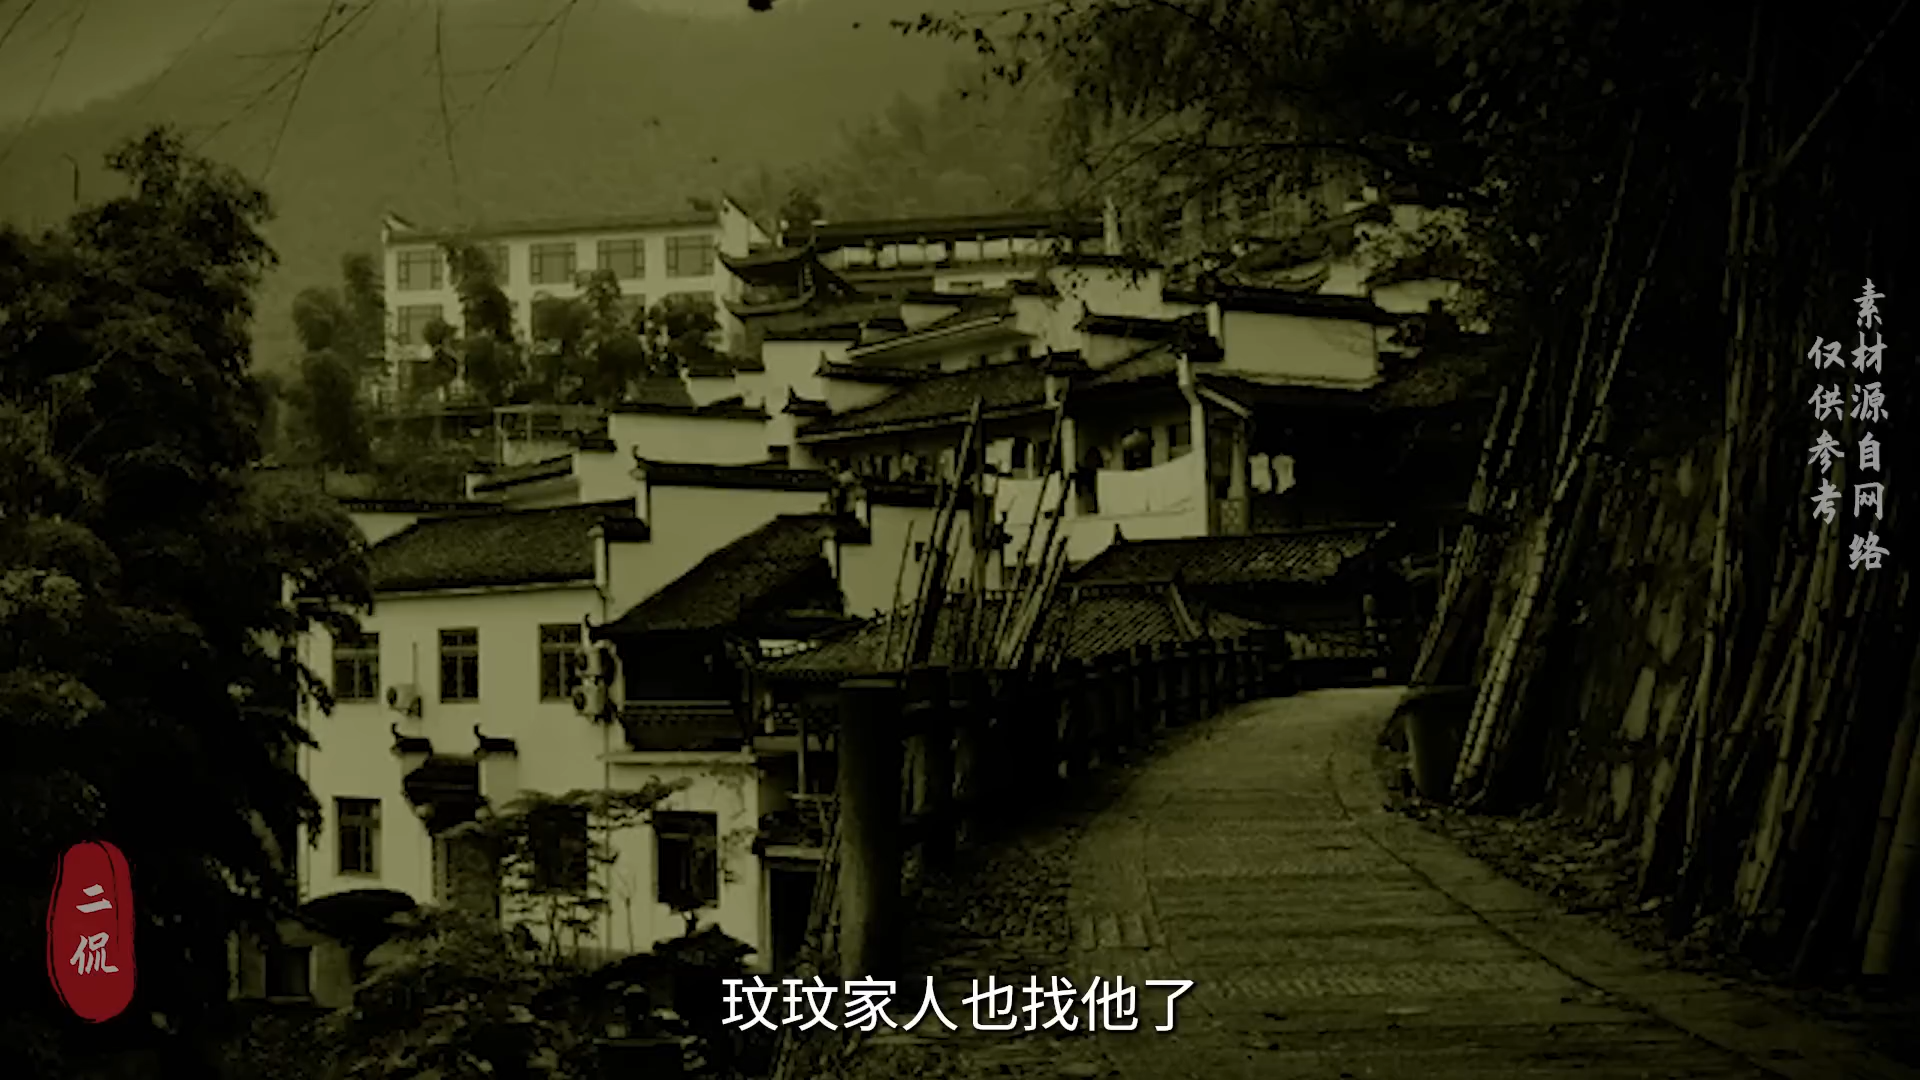 素材源自网络
仅供参考
二侃
玟玟家人也找他了